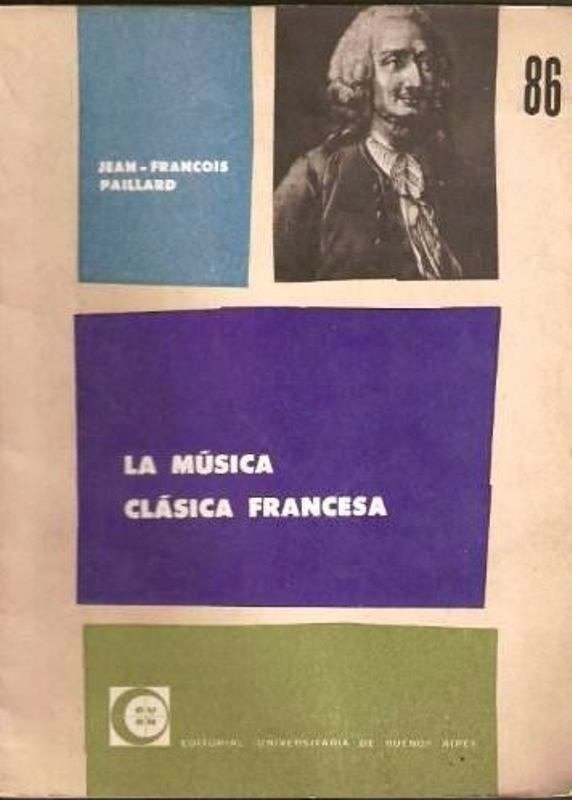 86
JEAN-FRANCOIS
PAILLARD
LA MÚSICA
CLÁSICA FRANCESA
EDITORIAL UNIVERSITARIA DE BUENOS AIRES